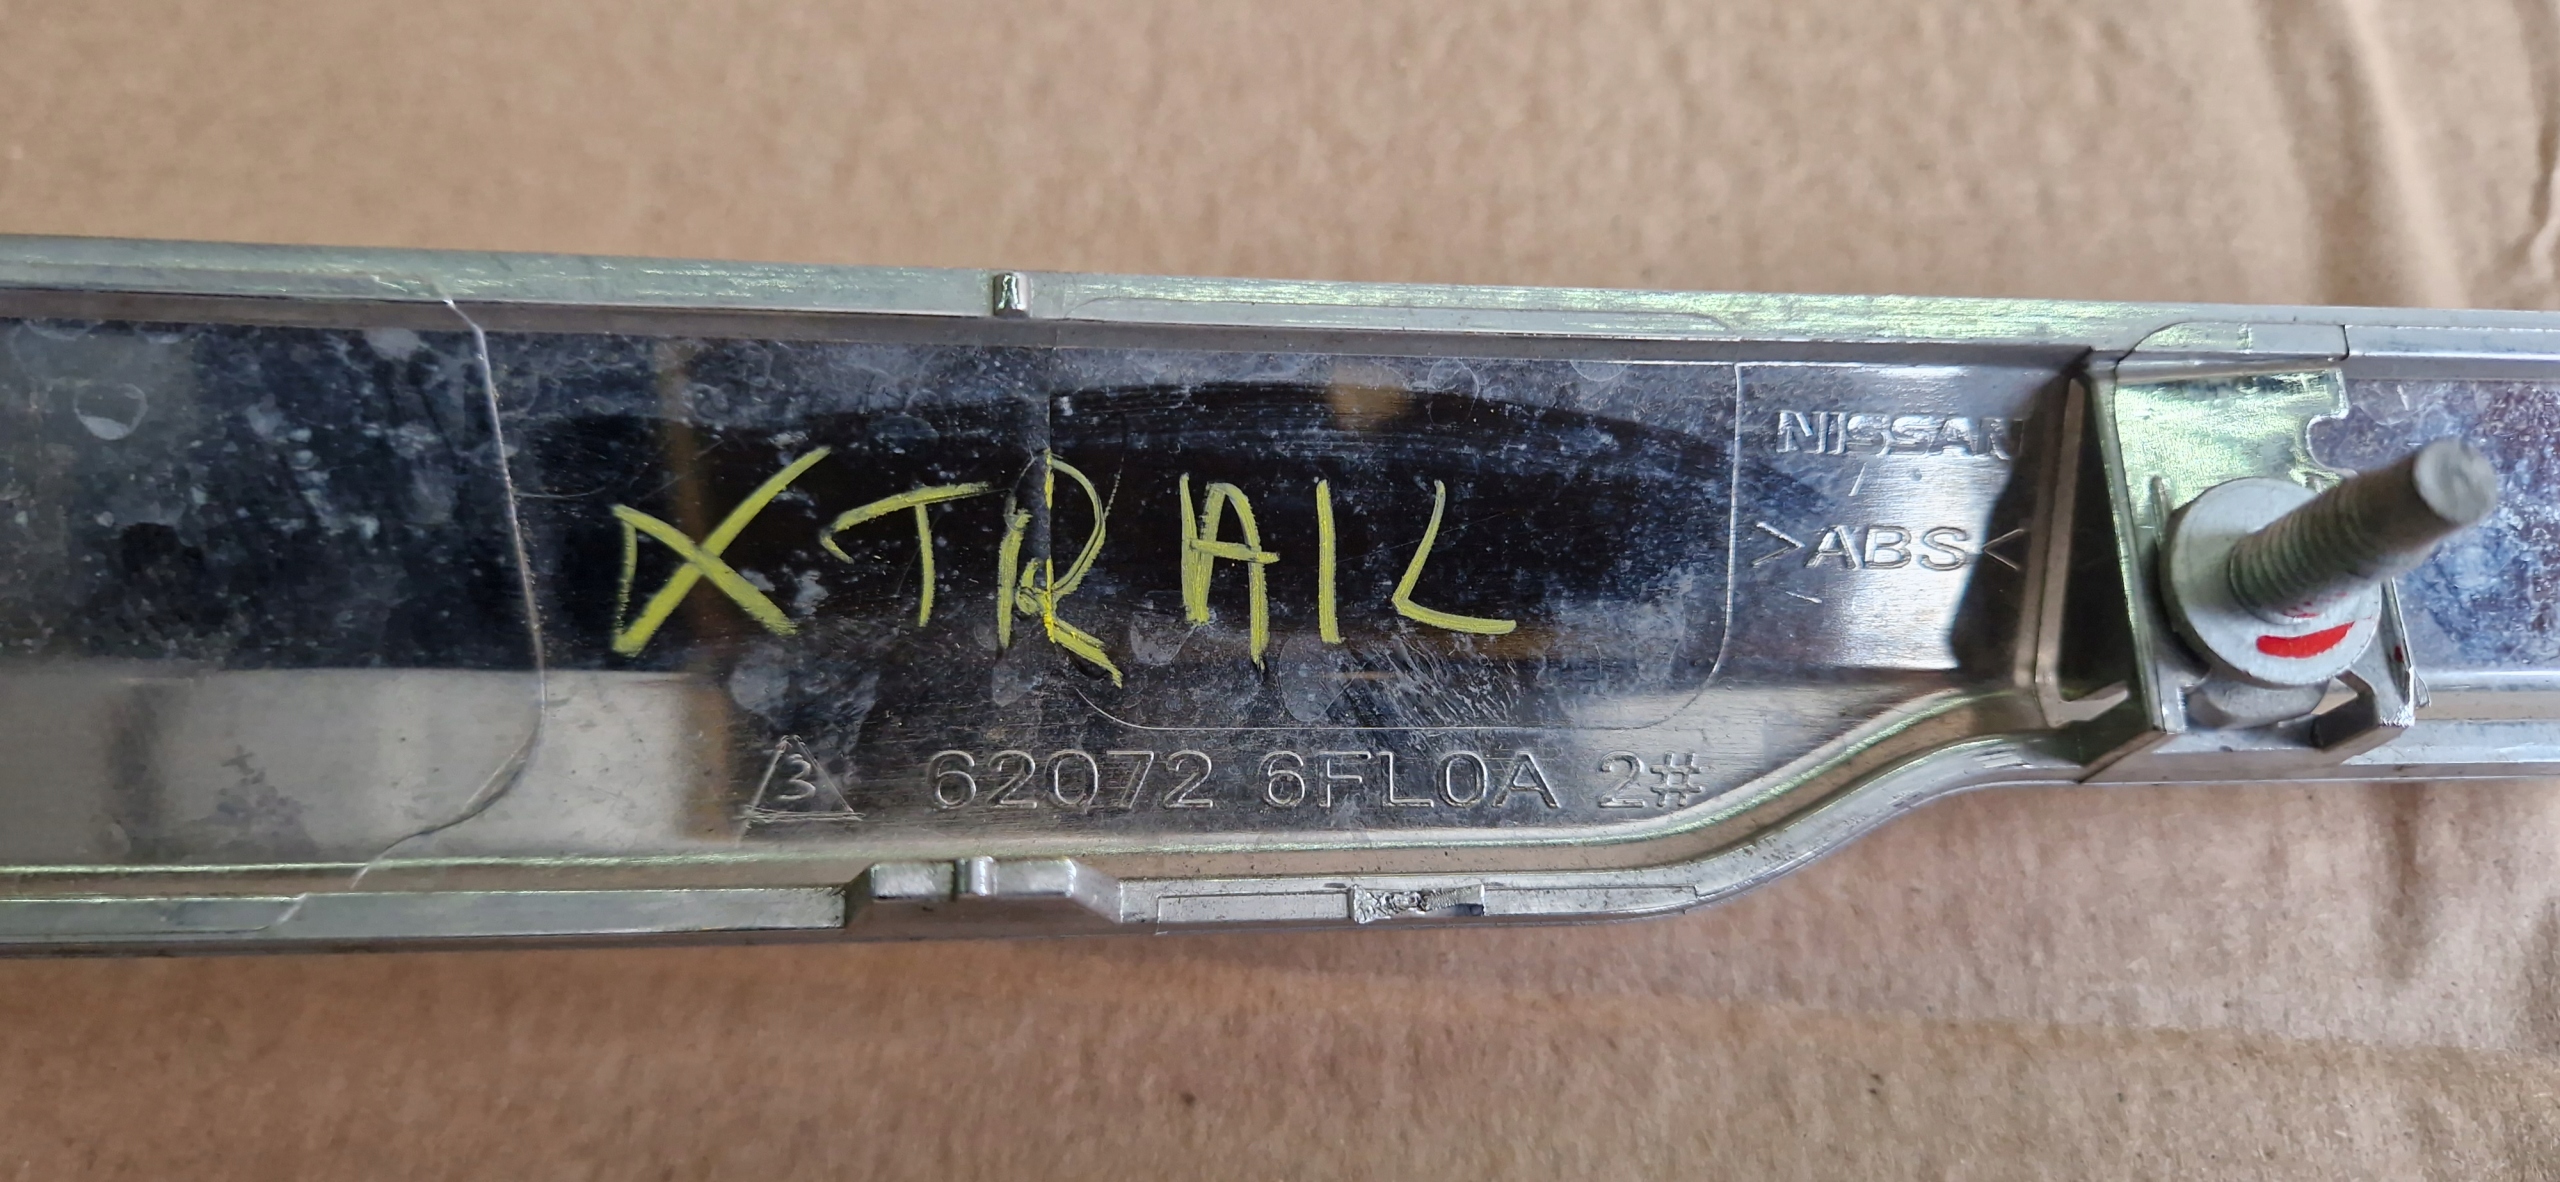 NISSAN
>ABS<
XTRAIL
3 62072 6FL0A 2#